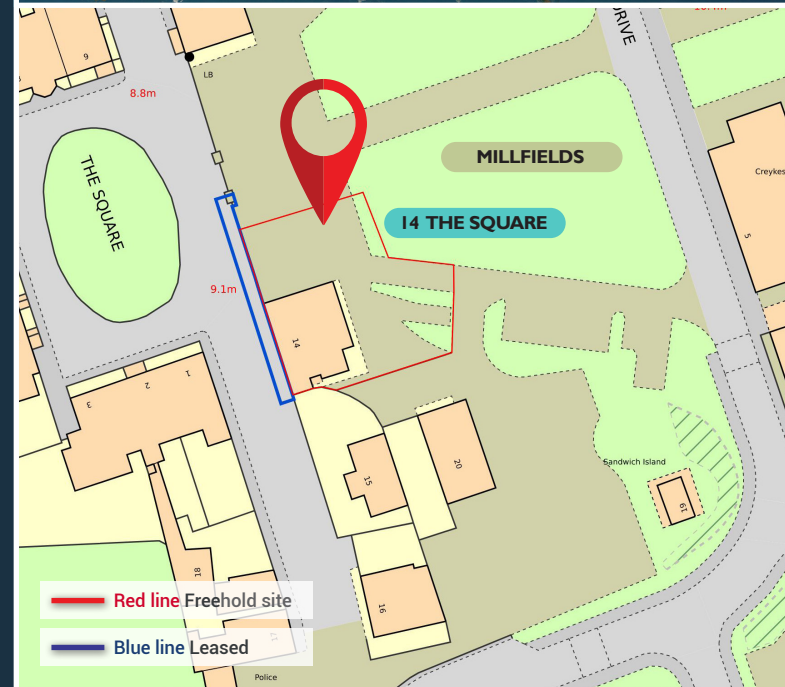 DRIVE
9
LB
8.8m
MILLFIELDS
Creykes
THE SQUARE
14 THE SQUARE
5
9.1m
14
1
2
3
Sandwich Island
15
20
19
18
Red line Freehold site
16
Blue line Leased
17
Police